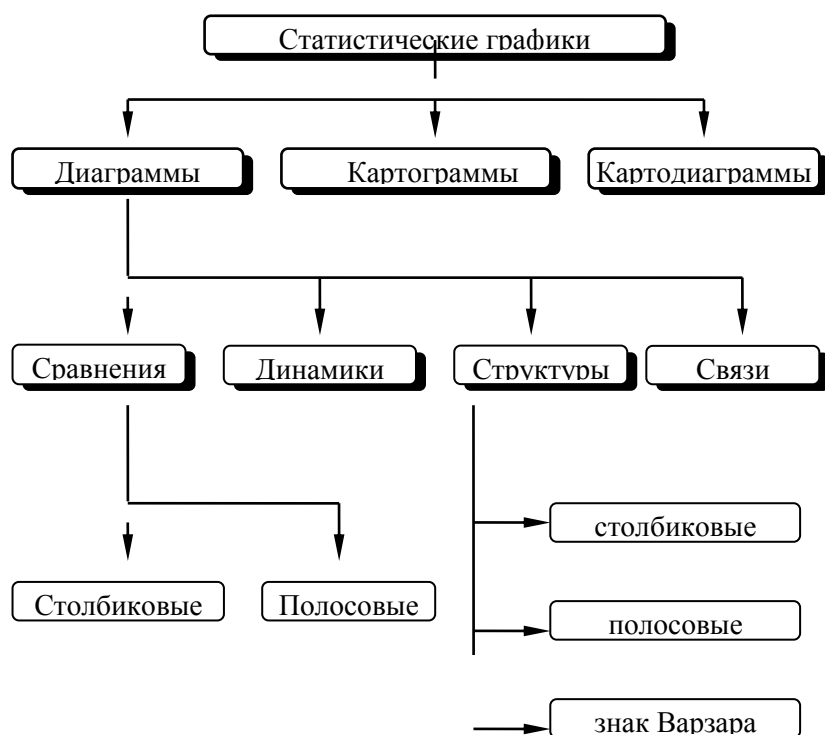 Статистические графики
Диаграммы
Картограммы
Картодиаграммы
Сравнения
Динамики
Структуры
Связи
столбиковые
Столбиковые
Полосовые
полосовые
знак Варзара